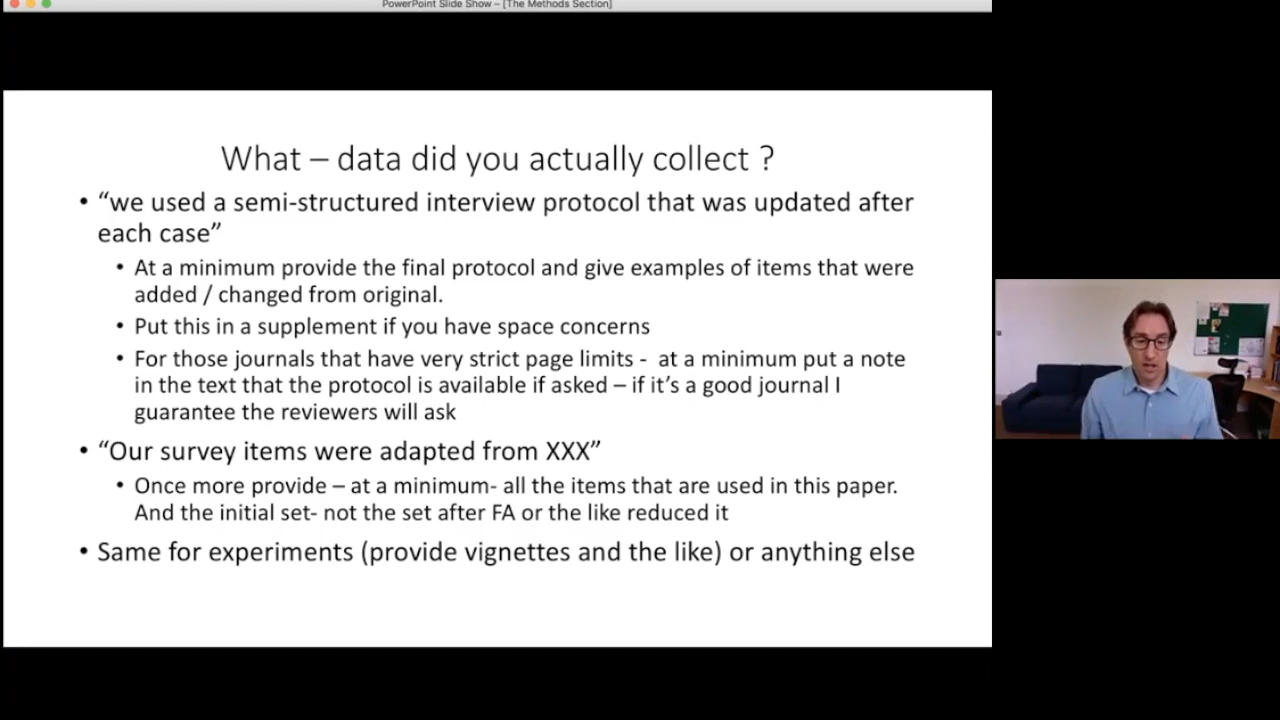 PowerPoint Slide Show – [The Methods Section]
What – data did you actually collect ?
• “we used a semi-structured interview protocol that was updated after
each case”
• At a minimum provide the final protocol and give examples of items that were
added / changed from original.
• Put this in a supplement if you have space concerns
• For those journals that have very strict page limits - at a minimum put a note
in the text that the protocol is available if asked – if it’s a good journal I
guarantee the reviewers will ask
• “Our survey items were adapted from XXX”
• Once more provide – at a minimum- all the items that are used in this paper.
And the initial set- not the set after FA or the like reduced it
• Same for experiments (provide vignettes and the like) or anything else